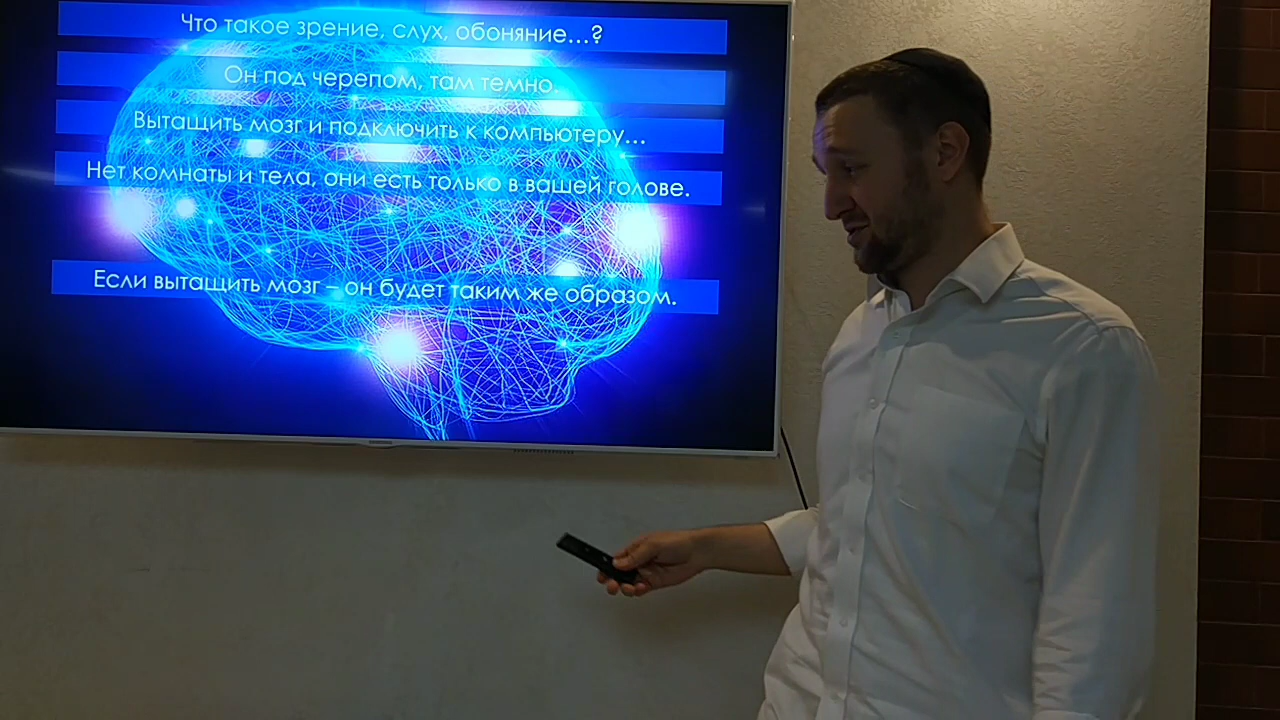 Что такое зрение, слух, обоняние...?
Он под черепом, там темно.
Вытащить мозг и подключить к компьютеру...
Нет комнаты и тела, они есть только в вашей голове.
Если вытащить мозг – он будет таким же образом.